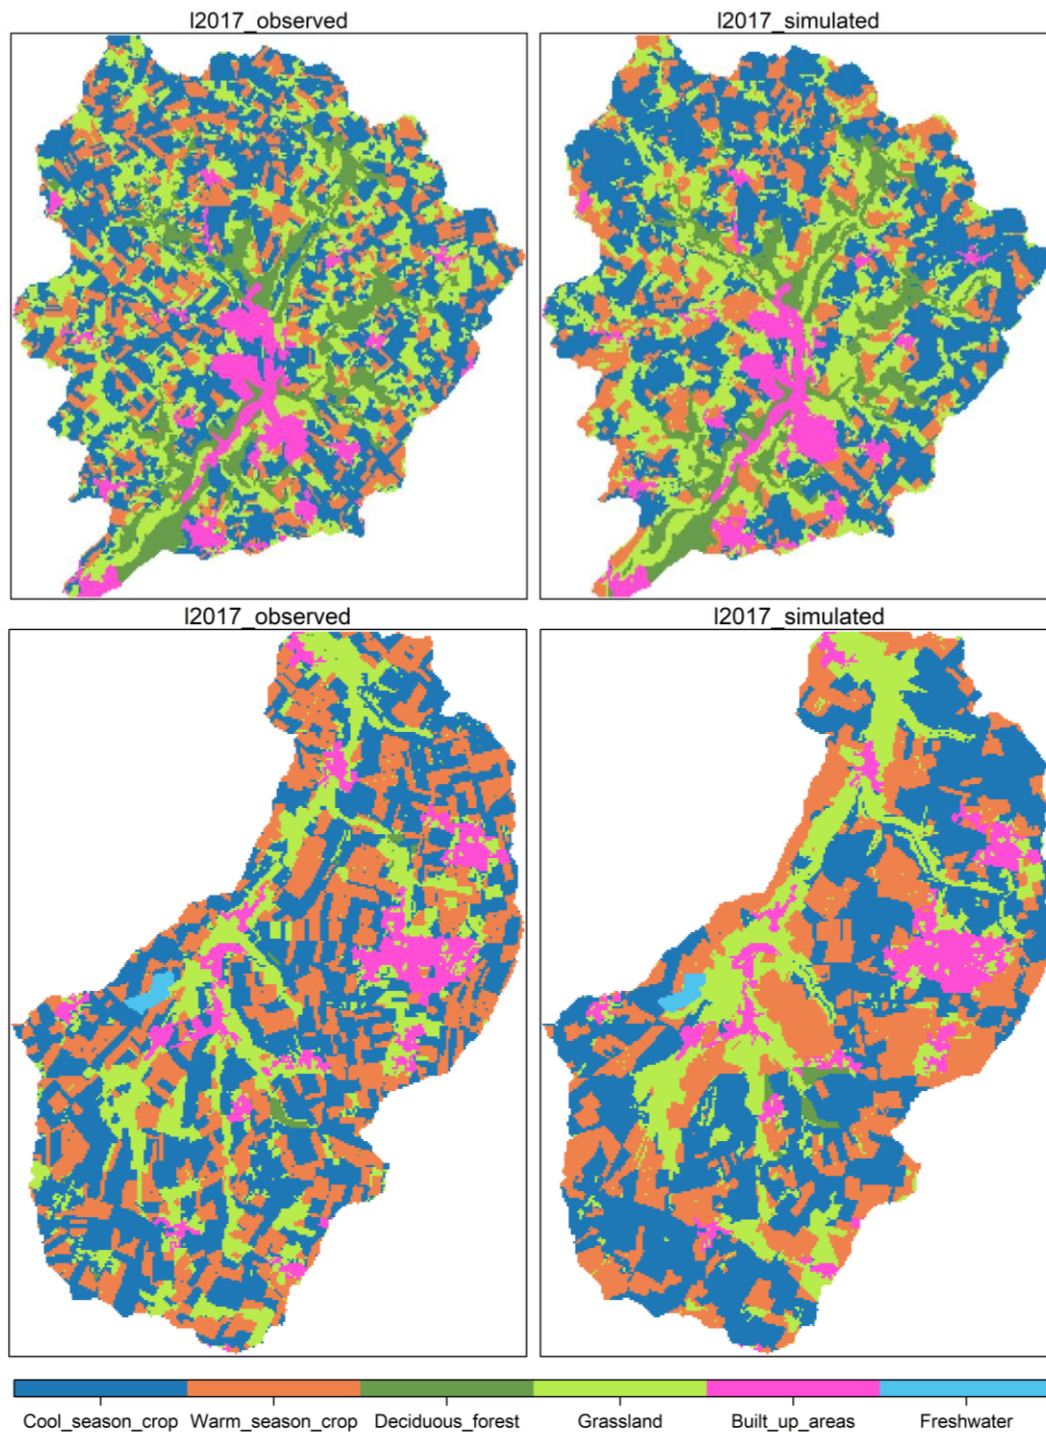 l2017_observed
l2017_simulated
l2017_observed
l2017_simulated
Cool_season_crop Warm_season_crop Deciduous_forest Grassland Built_up_areas Freshwater